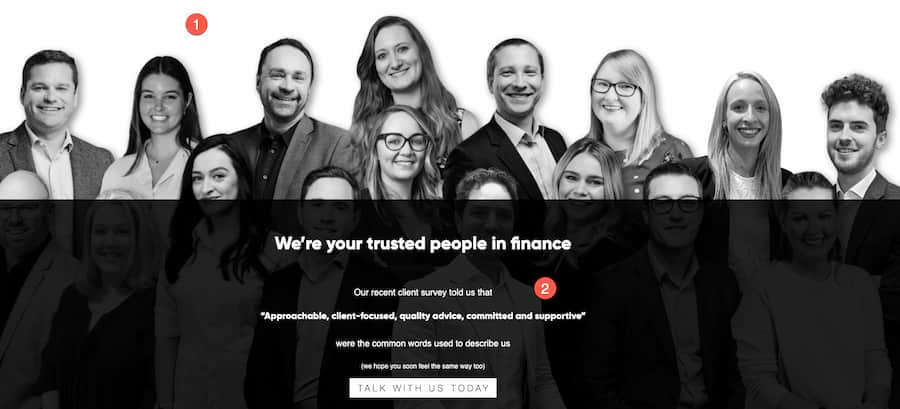 1
We're your trusted people in finance
2
Our recent client survey told us that
"Approachable, client-focused, quality advice, committed and supportive"
were the common words used to describe us
(we hope you soon feel the same way too)
TALK WITH US TODAY